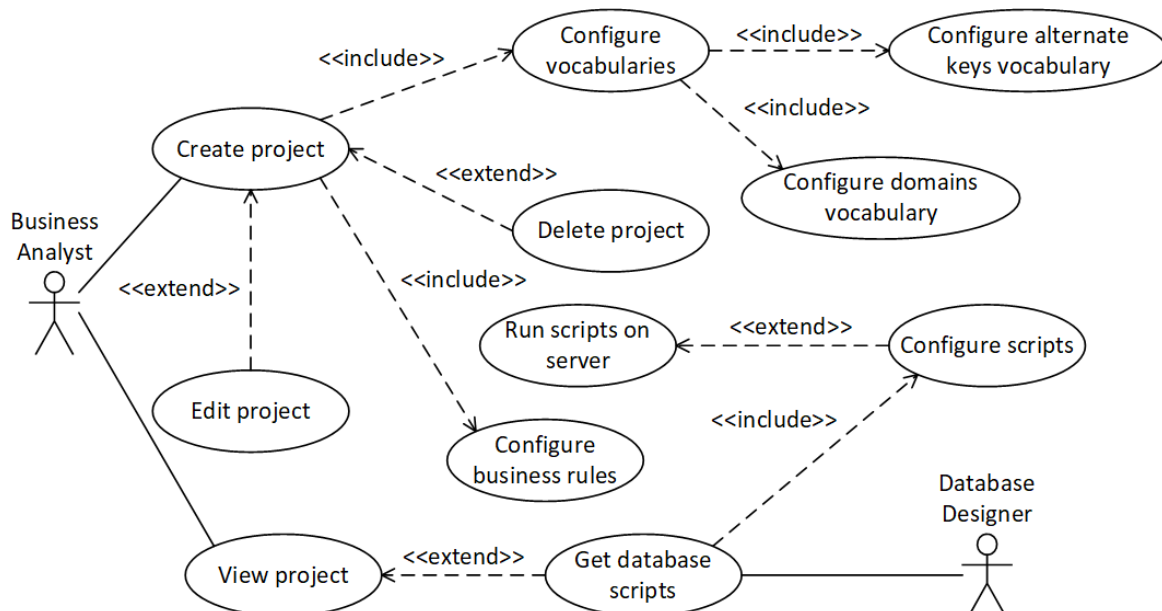 Configure
vocabularies
<<include>>
Configure alternate
keys vocabulary
<<include>>
<<include>>
Create project
<<extend>>
Configure domains
vocabulary
Delete project
Business
Analyst
<<extend>>
<<include>>
Run scripts on
server
<<extend>>
Configure scripts
Edit project
<<include>>
Configure
business rules
Database
Designer
View project
<<extend>>
Get database
scripts